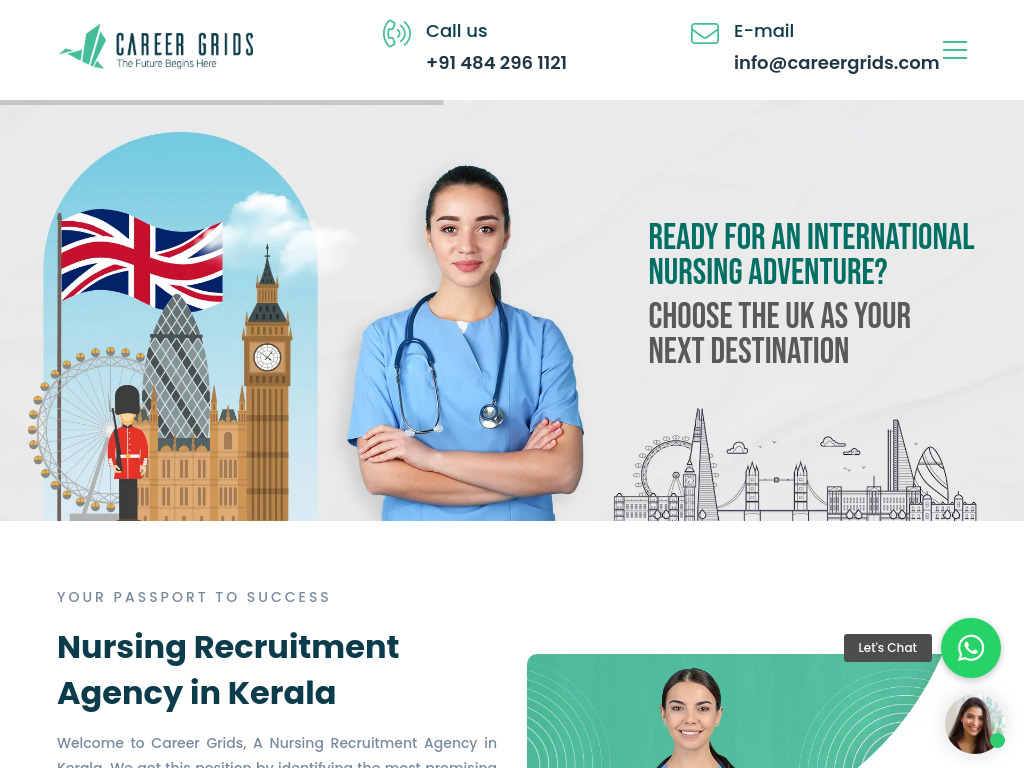 CAREER GRIDS
The Future Begins Here
Call us
+91 484 296 1121
E-mail
info@careergrids.com
READY FOR AN INTERNATIONAL
NURSING ADVENTURE?
CHOOSE THE UK AS YOUR
NEXT DESTINATION
YOUR PASSPORT TO SUCCESS
Nursing Recruitment
Agency in Kerala
Let's Chat
Welcome to Career Grids, A Nursing Recruitment Agency in
Kerala. We got this position by identifying the most promising